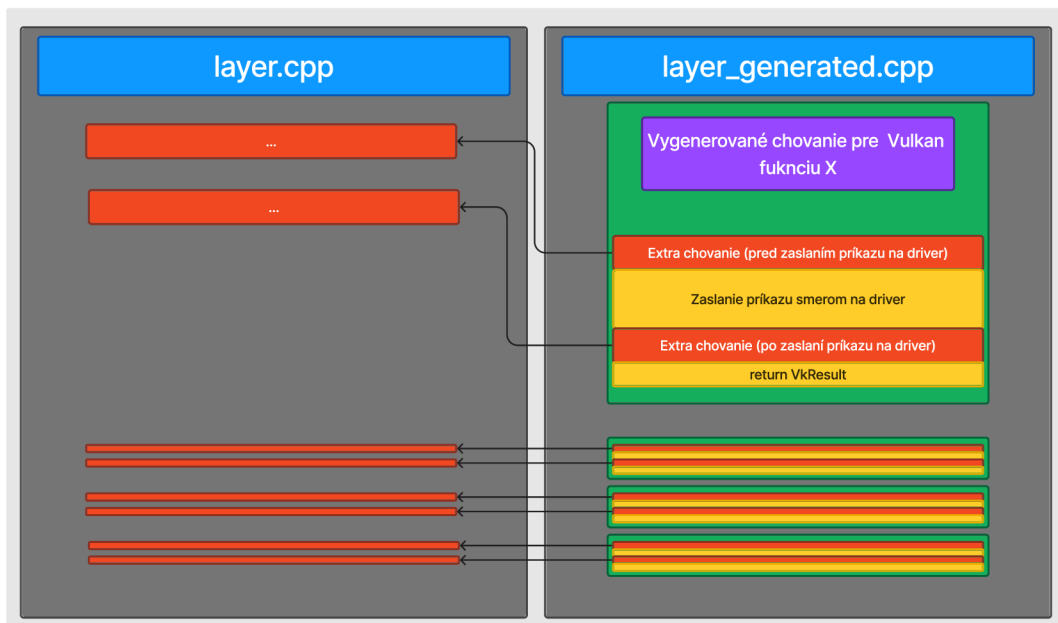 layer.cpp
...
...
layer_generated.cpp
Vygenerované chovanie pre Vulkan
fuknciu X
Extra chovanie (pred zaslaním príkazu na driver)
Zaslanie príkazu smerom na driver
Extra chovanie (po zaslaní príkazu na driver)
return VkResult